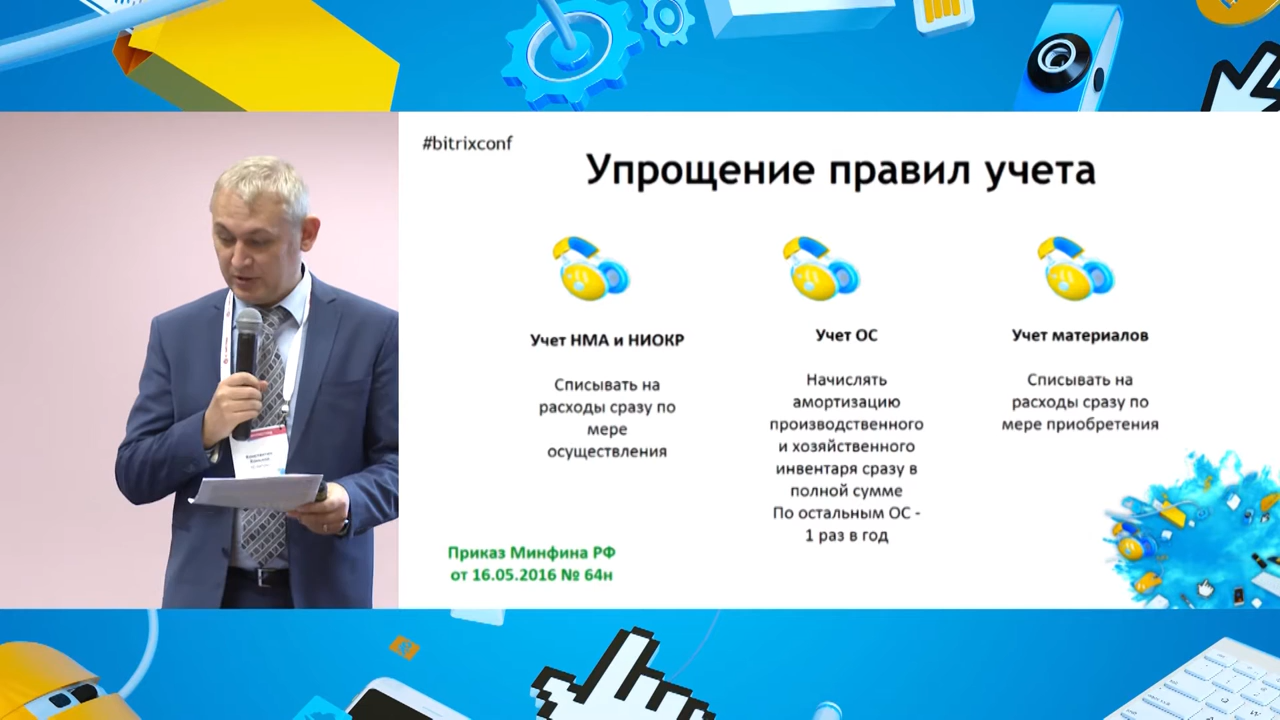 #bitrixconf
Упрощение правил учета
Учет НМА и НИОКР
Списывать на
расходы сразу по
мере
осуществления
Учет ОС
Начислять
амортизацию
производственного
и хозяйственного
инвентаря сразу в
полной сумме
По остальным ОС -
1 раз в год
Учет материалов
Списывать на
расходы сразу по
мере приобретения
Приказ Минфина РФ
от 16.05.2016 № 64н